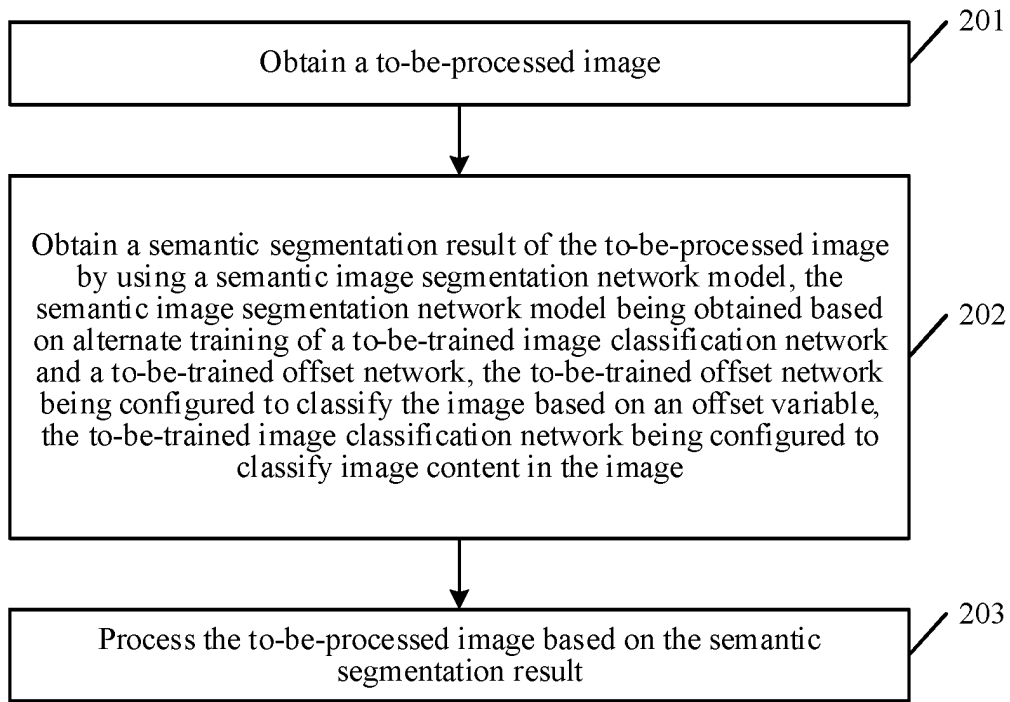 201
Obtain a to-be-processed image
Obtain a semantic segmentation result of the to-be-processed image
by using a semantic image segmentation network model, the
semantic image segmentation network model being obtained based
on alternate training of a to-be-trained image classification network
and a to-be-trained offset network, the to-be-trained offset network
being configured to classify the image based on an offset variable,
the to-be-trained image classification network being configured to
classify image content in the image
202
203
Process the to-be-processed image based on the semantic
segmentation result